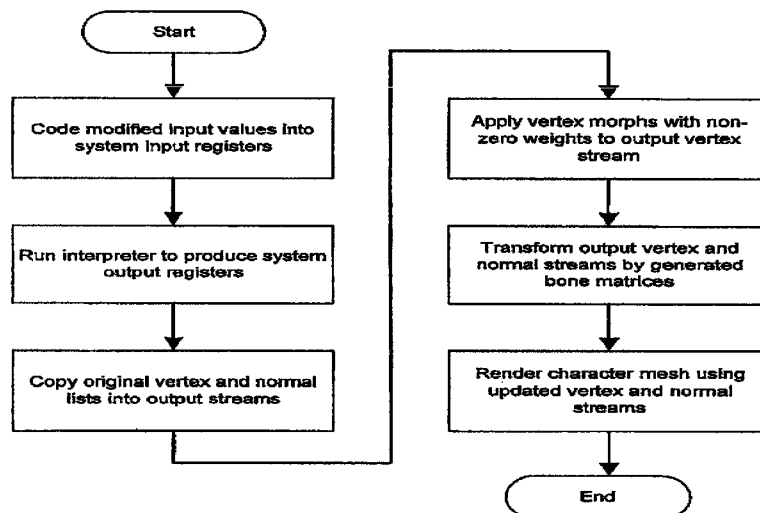 Start
Code modified input values into
system input registers
Run interpreter to produce system
output registers
Copy original vertex and normal
lists into output streams
Apply vertex morphs with non-
zero weights to output vertex
stream
Transform output vertex and
normal streams by generated
bone matrices
Render character mesh using
updated vertex and normal
streams
End